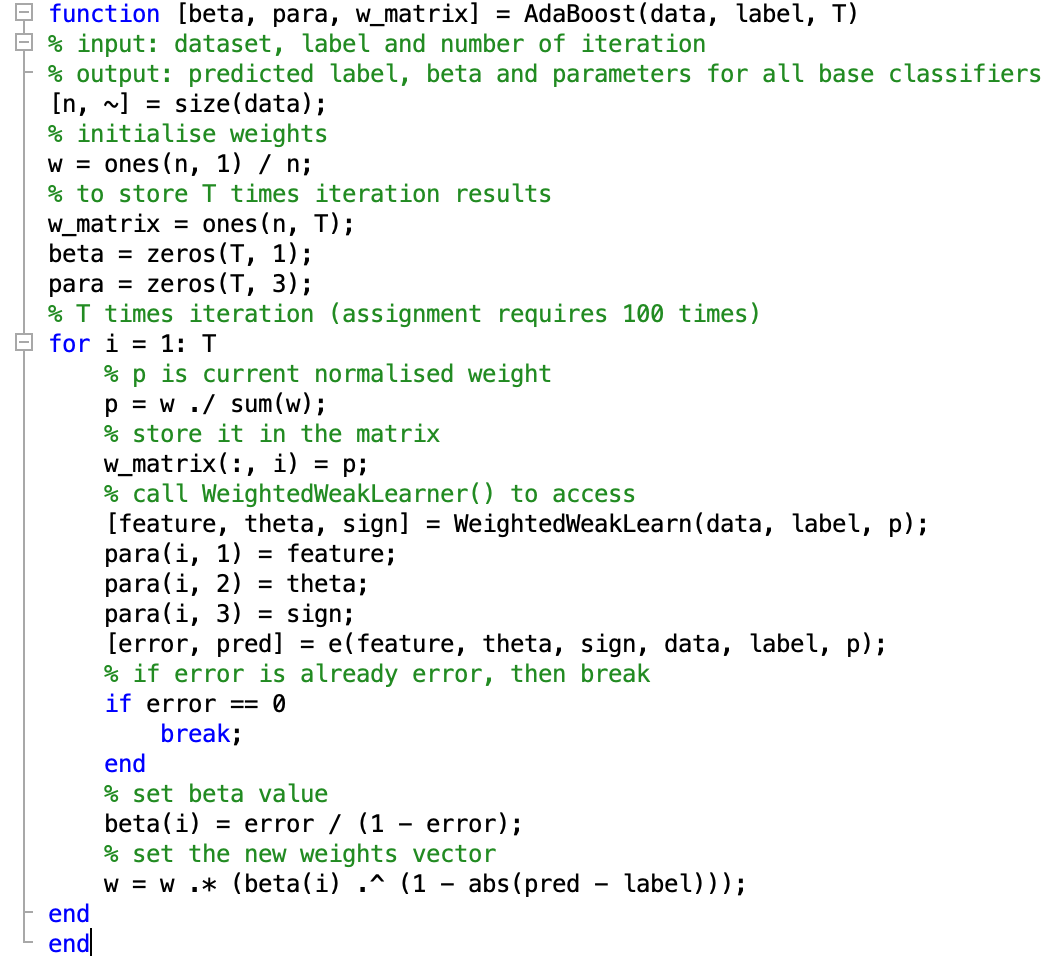 function [beta, para, w_matrix] = AdaBoost(data, label, T)
% input: dataset, label and number of iteration
% output: predicted label, beta and parameters for all base classifiers
[n, ~] = size(data);
% initialise weights
w = ones(n, 1) / n;
% to store T times iteration results
w_matrix = ones(n, T);
beta = zeros(T, 1);
para = zeros(T, 3);
% T times iteration (assignment requires 100 times)
for i = 1: T
    % p is current normalised weight
    p = w ./ sum(w);
    % store it in the matrix
    w_matrix(:, i) = p;
    % call WeightedWeakLearner() to access
    [feature, theta, sign] = WeightedWeakLearn(data, label, p);
    para(i, 1) = feature;
    para(i, 2) = theta;
    para(i, 3) = sign;
    [error, pred] = e(feature, theta, sign, data, label, p);
    % if error is already error, then break
    if error == 0
        break;
    end
    % set beta value
    beta(i) = error / (1 - error);
    % set the new weights vector
    w = w .* (beta(i) .^ (1 - abs(pred - label)));
end
end